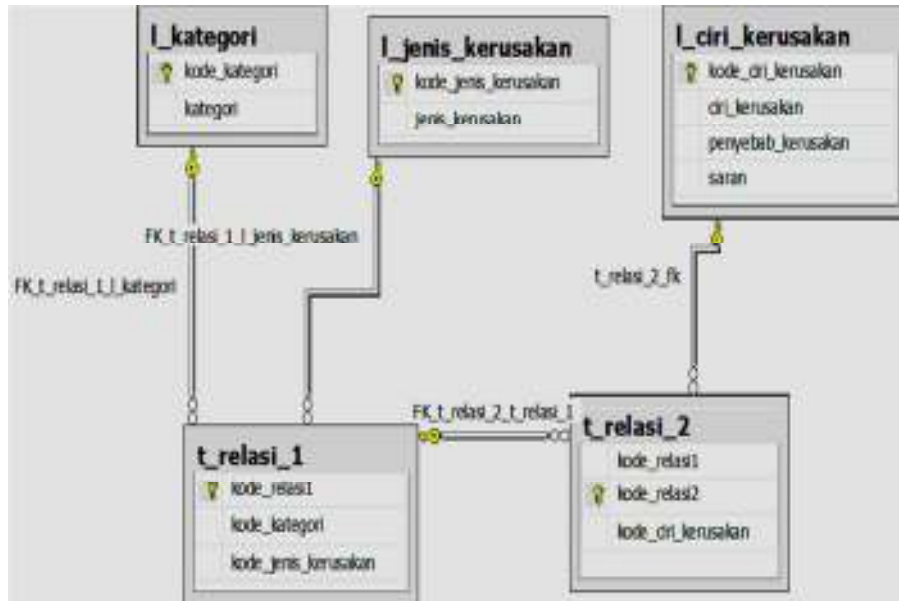 l_kategori
kode_kategori
kategori
l_jenis_kerusakan
kode_jenis_kerusakan
jenis_kerusakan
l_ciri_kerusakan
kode_ciri_kerusakan
ciri_kerusakan
penyebab_kerusakan
saran
FK_t_relasi_1_l_jenis_kerusakan
FK_t_relasi_1_l_kategori
t_relasi_2_fk
FK_t_relasi_2_t_relasi_1
t_relasi_1
kode_relasi1
kode_kategori
kode_jenis_kerusakan
t_relasi_2
kode_relasi1
kode_relasi2
kode_ciri_kerusakan